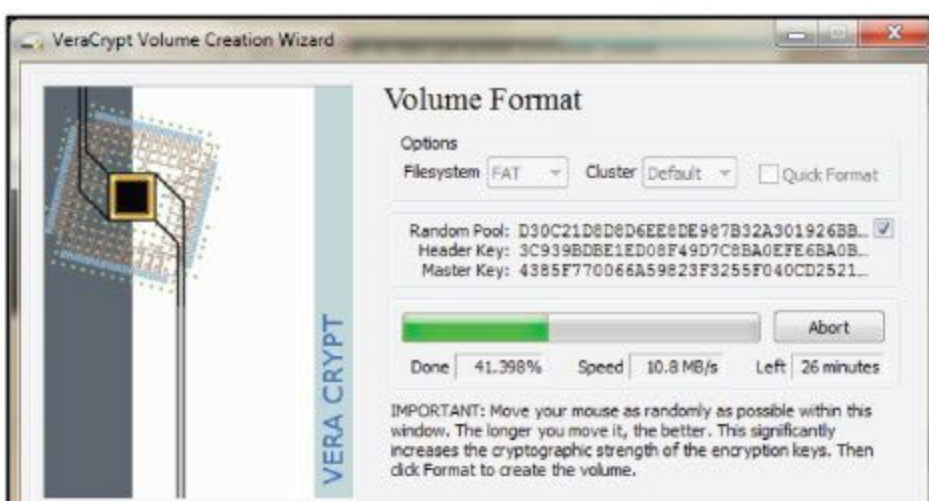 VeraCrypt Volume Creation Wizard
Volume Format
Options
Filesystem FAT Cluster Default Quick Format
Random Pool: D30C21D8D8D6EE8DE987B32A301926BB...
Header Key: 3C939BDBE1ED08F49D7C8BA0EFE6BA0B...
Master Key: 4385F770066A59823F3255F040CD2521...
Abort
Done 41.398% Speed 10.8 MB/s Left 26 minutes
IMPORTANT: Move your mouse as randomly as possible within this
window. The longer you move it, the better. This significantly
increases the cryptographic strength of the encryption keys. Then
click Format to create the volume.
VERA CRYPT